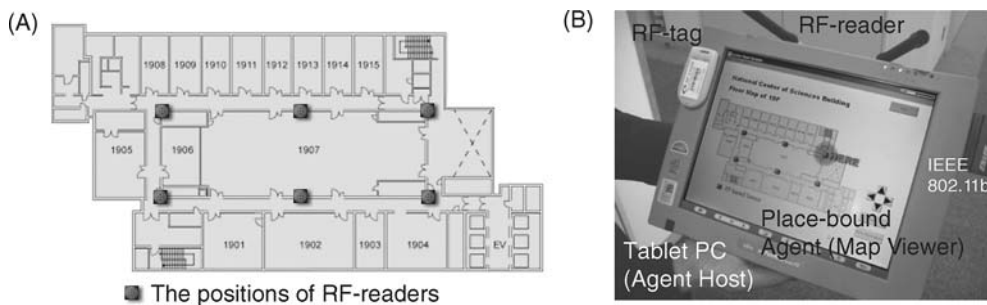 (A)
1908 1909 1910 1911 1912 1913 1914 1915
1905
1906
1907
1901
1902
1903
1904
EV
The positions of RF-readers
(B)
RF-tag
RF-reader
National Center of Sciences Building
Floor Map of 19F
HERE
IEEE
802.11b
Place-bound
Agent (Map Viewer)
Tablet PC
(Agent Host)